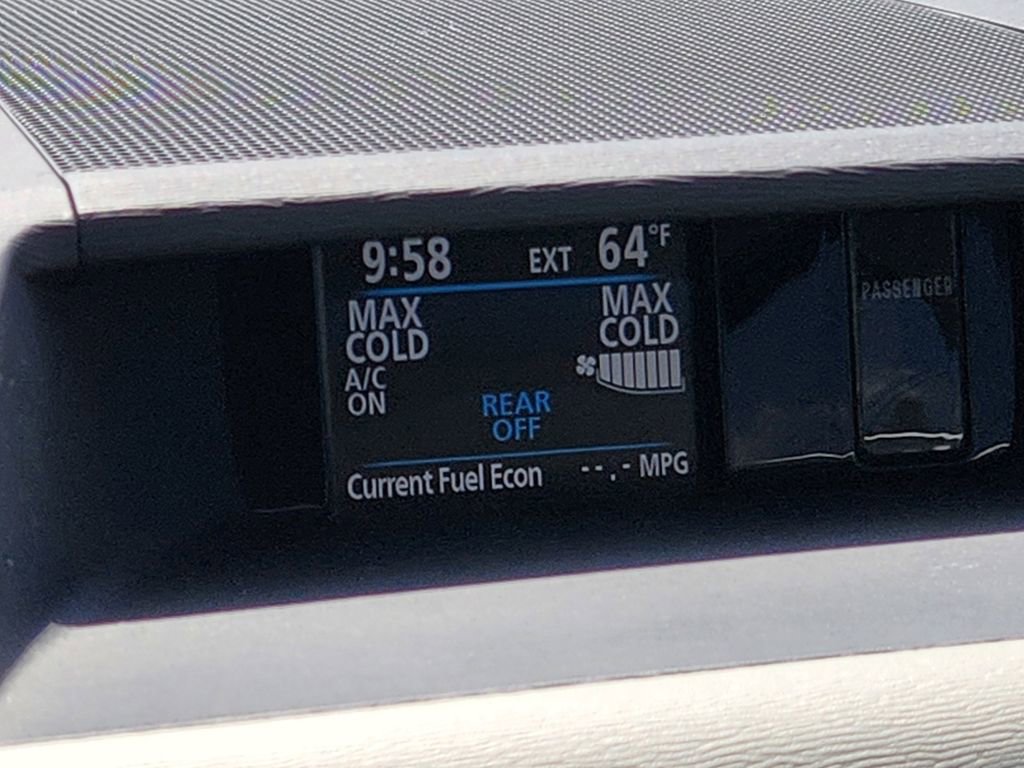 9:58 EXT 64°F
MAX MAX
COLD COLD
A/C
ON
REAR
OFF
Current Fuel Econ --.- MPG
PASSENGER